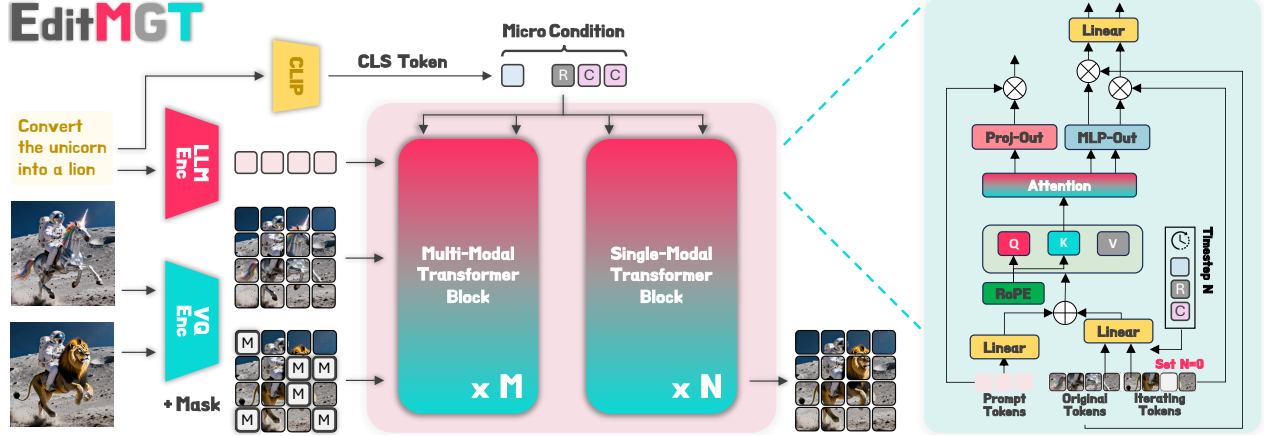 EditMGT
Micro Condition
CLIP
CLS Token
R C C
Convert
the unicorn
into a lion
LLM
Enc
VQ
Enc
+ Mask
M
M M
M
M M
Multi-Modal
Transformer
Block
x M
Single-Modal
Transformer
Block
x N
Linear
Proj-Out
MLP-Out
Attention
Q
K
V
RoPE
Timestep N
R
C
Linear
Linear
Set N=0
Prompt
Tokens
Original
Tokens
Iterating
Tokens